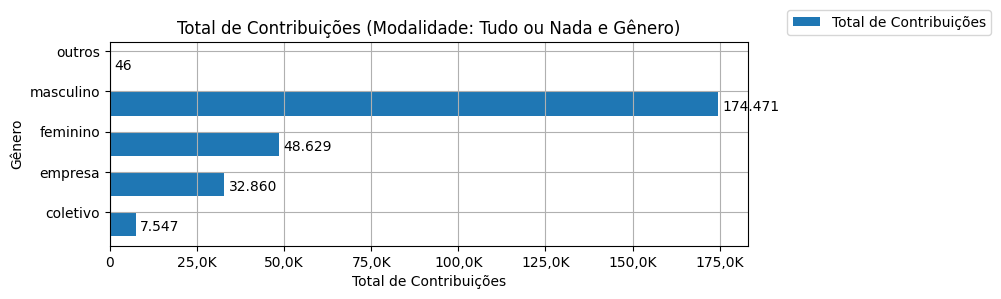 Total de Contribuições (Modalidade: Tudo ou Nada e Gênero)
Total de Contribuições
Gênero
outros
46
masculino
174.471
feminino
48.629
empresa
32.860
coletivo
7.547
0
25,0K
50,0K
75,0K
100,0K
125,0K
150,0K
175,0K
Total de Contribuições